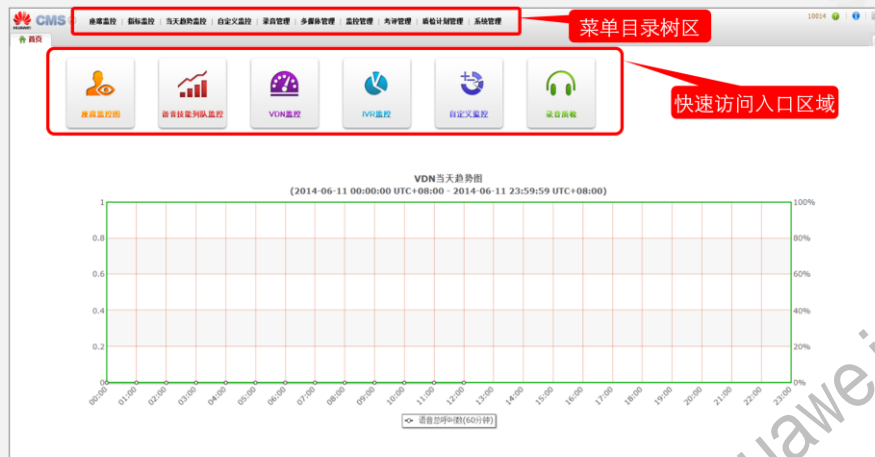 HUAWEI
CMS
座席监控 | 指标监控 | 当天趋势监控 | 自定义监控 | 录音管理 | 多媒体管理 | 监控管理 | 考评管理 | 质检计划管理 | 系统管理
菜单目录树区
10014
首页
座席监控图
语音技能列队监控
VDN监控
IVR监控
自定义监控
录音质检
快速访问入口区域
VDN当天趋势图
(2014-06-11 00:00:00 UTC+08:00 - 2014-06-11 23:59:59 UTC+08:00)
1 100%
0.8 80%
0.6 60%
0.4 40%
0.2 20%
0 0%
00:00 01:00 02:00 03:00 04:00 05:00 06:00 07:00 08:00 09:00 10:00 11:00 12:00 13:00 14:00 15:00 16:00 17:00 18:00 19:00 20:00 21:00 22:00 23:00
语音总呼叫数(60分钟)
uawei